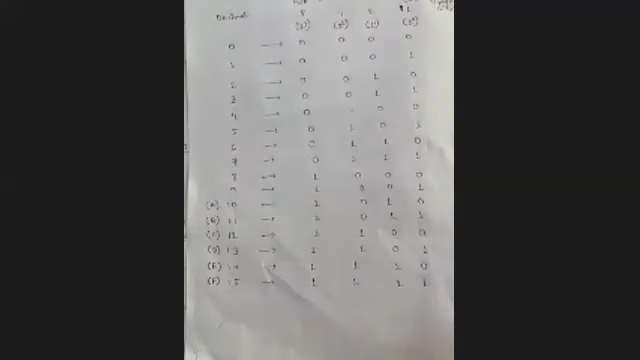 Decimal 8 4 2 1
(2³) (2²) (2¹) (2⁰)
0 → 0 0 0 0
1 → 0 0 0 1
2 → 0 0 1 0
3 → 0 0 1 1
4 → 0 1 0 0
5 → 0 1 0 1
6 → 0 1 1 0
7 → 0 1 1 1
8 → 1 0 0 0
9 → 1 0 0 1
(A) 10 → 1 0 1 0
(B) 11 → 1 0 1 1
(C) 12 → 1 1 0 0
(D) 13 → 1 1 0 1
(E) 14 → 1 1 1 0
(F) 15 → 1 1 1 1